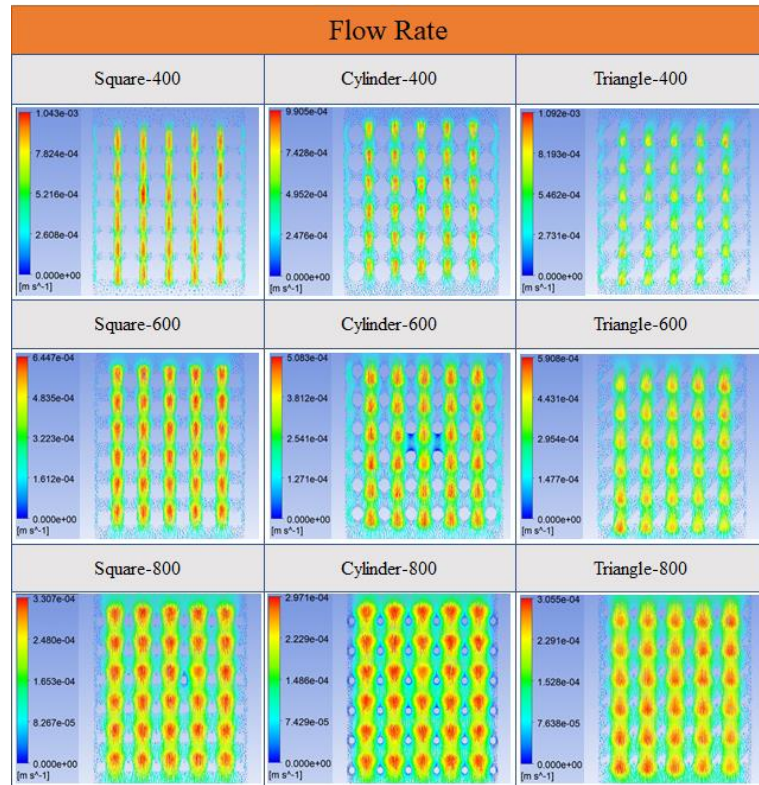 Flow Rate
Square-400
Cylinder-400
Triangle-400
1.043e-03
7.824e-04
5.216e-04
2.608e-04
0.000e+00
[m s^-1]
9.905e-04
7.428e-04
4.952e-04
2.476e-04
0.000e+00
[m s^-1]
1.092e-03
8.193e-04
5.462e-04
2.731e-04
0.000e+00
[m s^-1]
Square-600
Cylinder-600
Triangle-600
6.447e-04
4.835e-04
3.223e-04
1.612e-04
0.000e+00
[m s^-1]
5.083e-04
3.812e-04
2.541e-04
1.271e-04
0.000e+00
[m s^-1]
5.908e-04
4.431e-04
2.954e-04
1.477e-04
0.000e+00
[m s^-1]
Square-800
Cylinder-800
Triangle-800
3.307e-04
2.480e-04
1.653e-04
8.267e-05
0.000e+00
[m s^-1]
2.971e-04
2.229e-04
1.486e-04
7.429e-05
0.000e+00
[m s^-1]
3.055e-04
2.291e-04
1.528e-04
7.638e-05
0.000e+00
[m s^-1]